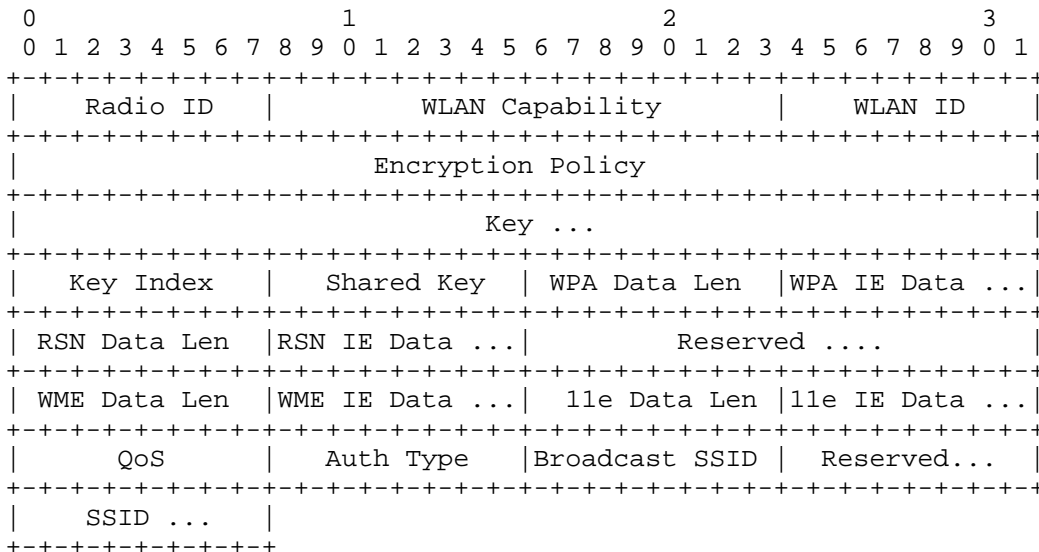 0                   1                   2                   3
 0 1 2 3 4 5 6 7 8 9 0 1 2 3 4 5 6 7 8 9 0 1 2 3 4 5 6 7 8 9 0 1
+-+-+-+-+-+-+-+-+-+-+-+-+-+-+-+-+-+-+-+-+-+-+-+-+-+-+-+-+-+-+-+-+
|    Radio ID   |         WLAN Capability       |    WLAN ID    |
+-+-+-+-+-+-+-+-+-+-+-+-+-+-+-+-+-+-+-+-+-+-+-+-+-+-+-+-+-+-+-+-+
|                      Encryption Policy                        |
+-+-+-+-+-+-+-+-+-+-+-+-+-+-+-+-+-+-+-+-+-+-+-+-+-+-+-+-+-+-+-+-+
|                             Key ...                           |
+-+-+-+-+-+-+-+-+-+-+-+-+-+-+-+-+-+-+-+-+-+-+-+-+-+-+-+-+-+-+-+-+
|   Key Index   |   Shared Key  | WPA Data Len  |WPA IE Data ...|
+-+-+-+-+-+-+-+-+-+-+-+-+-+-+-+-+-+-+-+-+-+-+-+-+-+-+-+-+-+-+-+-+
| RSN Data Len  |RSN IE Data ...|         Reserved ....         |
+-+-+-+-+-+-+-+-+-+-+-+-+-+-+-+-+-+-+-+-+-+-+-+-+-+-+-+-+-+-+-+-+
| WME Data Len  |WME IE Data ...|  11e Data Len |11e IE Data ...|
+-+-+-+-+-+-+-+-+-+-+-+-+-+-+-+-+-+-+-+-+-+-+-+-+-+-+-+-+-+-+-+-+
|      QoS      |   Auth Type   |Broadcast SSID |  Reserved...  |
+-+-+-+-+-+-+-+-+-+-+-+-+-+-+-+-+-+-+-+-+-+-+-+-+-+-+-+-+-+-+-+-+
|    SSID ...   |
+-+-+-+-+-+-+-+-+